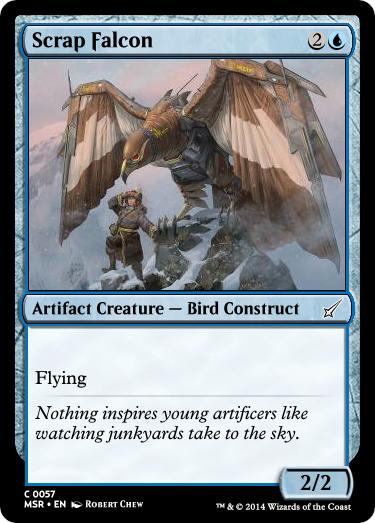 Scrap Falcon
2
Artifact Creature — Bird Construct
Flying
Nothing inspires young artificers like
watching junkyards take to the sky.
2/2
C 0057
MSR • EN Robert Chew
™ & © 2014 Wizards of the Coast